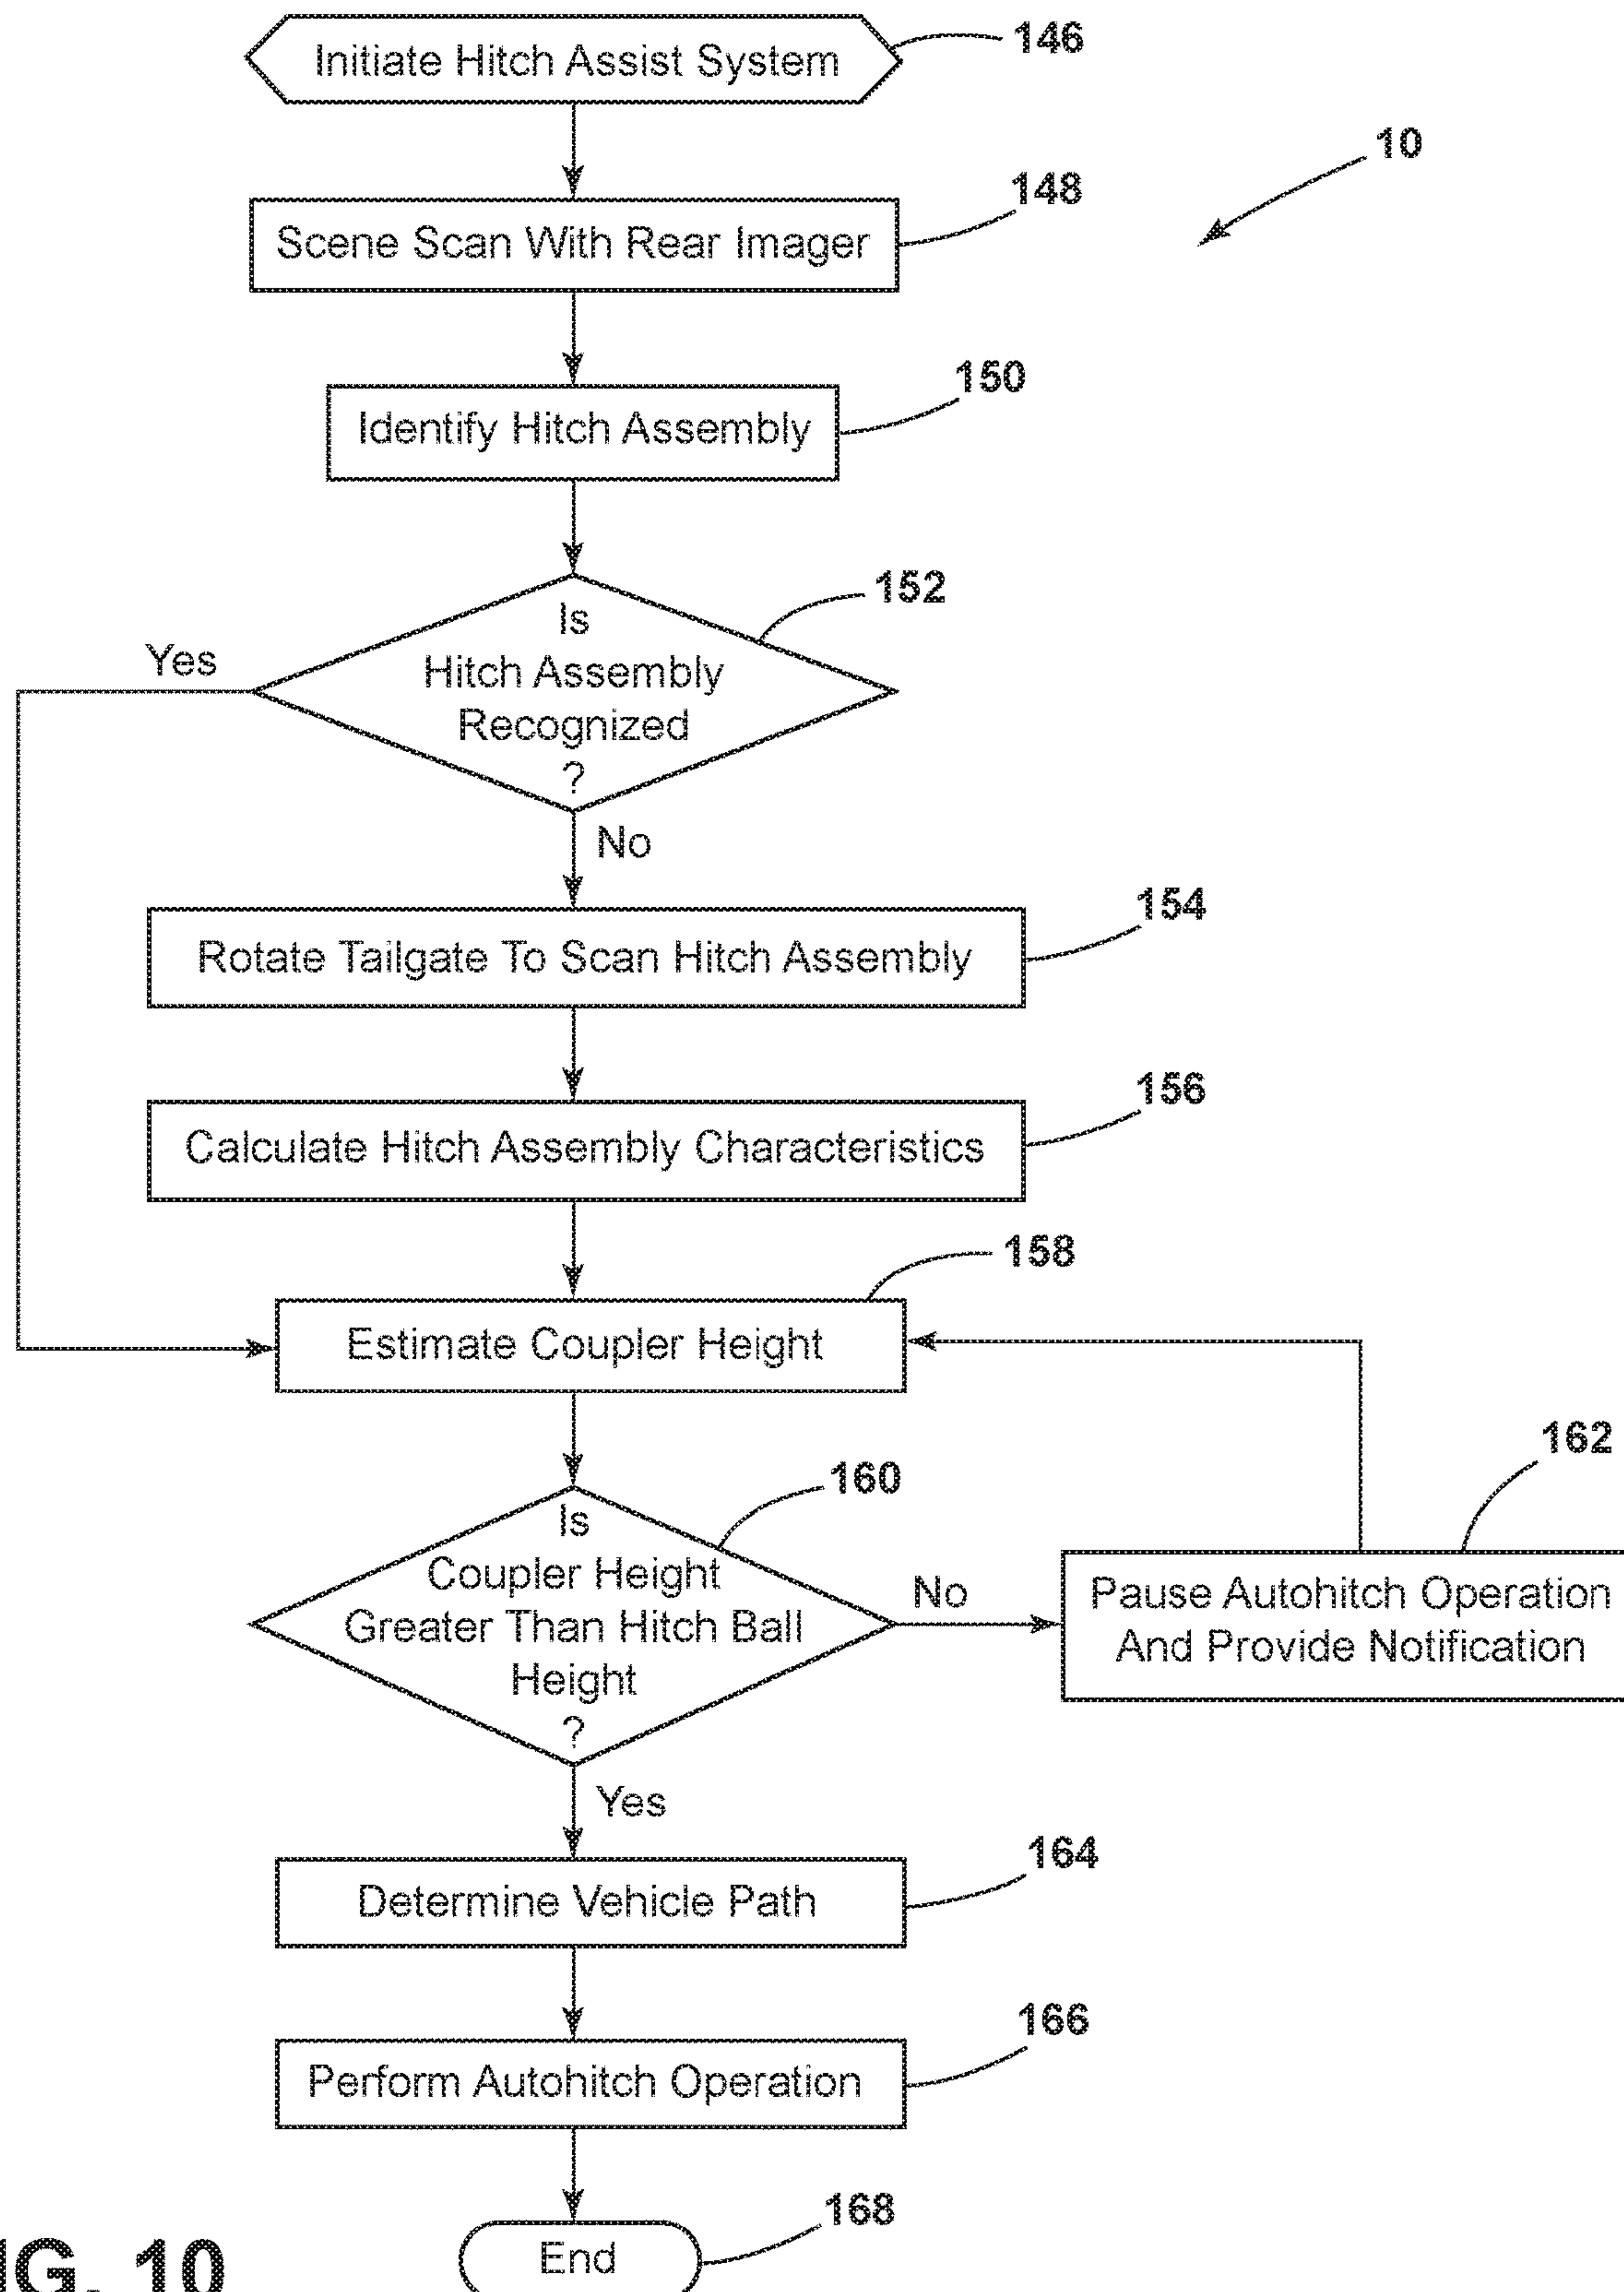 Initiate Hitch Assist System
146
10
148
Scene Scan With Rear Imager
150
Identify Hitch Assembly
152
Is
Hitch Assembly
Recognized
?
Yes
No
154
Rotate Tailgate To Scan Hitch Assembly
156
Calculate Hitch Assembly Characteristics
158
Estimate Coupler Height
160
Is
Coupler Height
Greater Than Hitch Ball
Height
?
No
162
Pause Autohitch Operation
And Provide Notification
Yes
164
Determine Vehicle Path
166
Perform Autohitch Operation
168
End
IG. 10